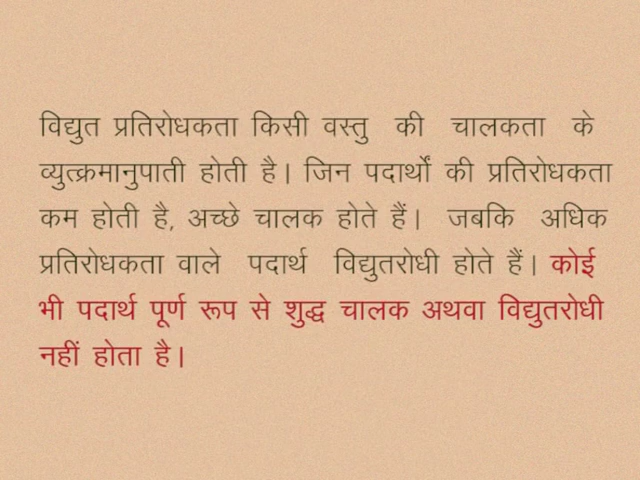 विद्युत प्रतिरोधकता किसी वस्तु की चालकता के
व्युत्क्रमानुपाती होती है। जिन पदार्थों की प्रतिरोधकता
कम होती है, अच्छे चालक होते हैं। जबकि अधिक
प्रतिरोधकता वाले पदार्थ विद्युतरोधी होते हैं। कोई
भी पदार्थ पूर्ण रूप से शुद्ध चालक अथवा विद्युतरोधी
नहीं होता है।